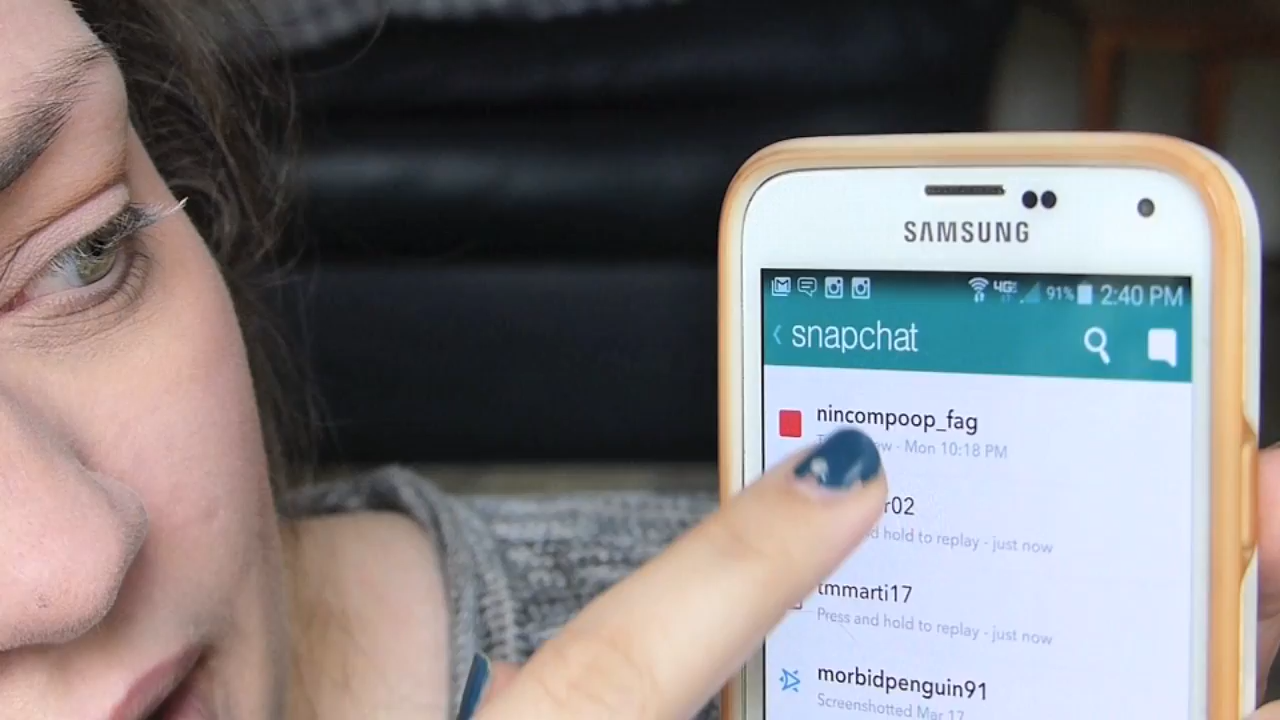 SAMSUNG
4G 91% 2:40 PM
snapchat
nincompoop_fag
Mon 10:18 PM
r02
hold to replay - just now
tmmarti17
Press and hold to replay - just now
morbidpenguin91
Screenshotted Mar 17